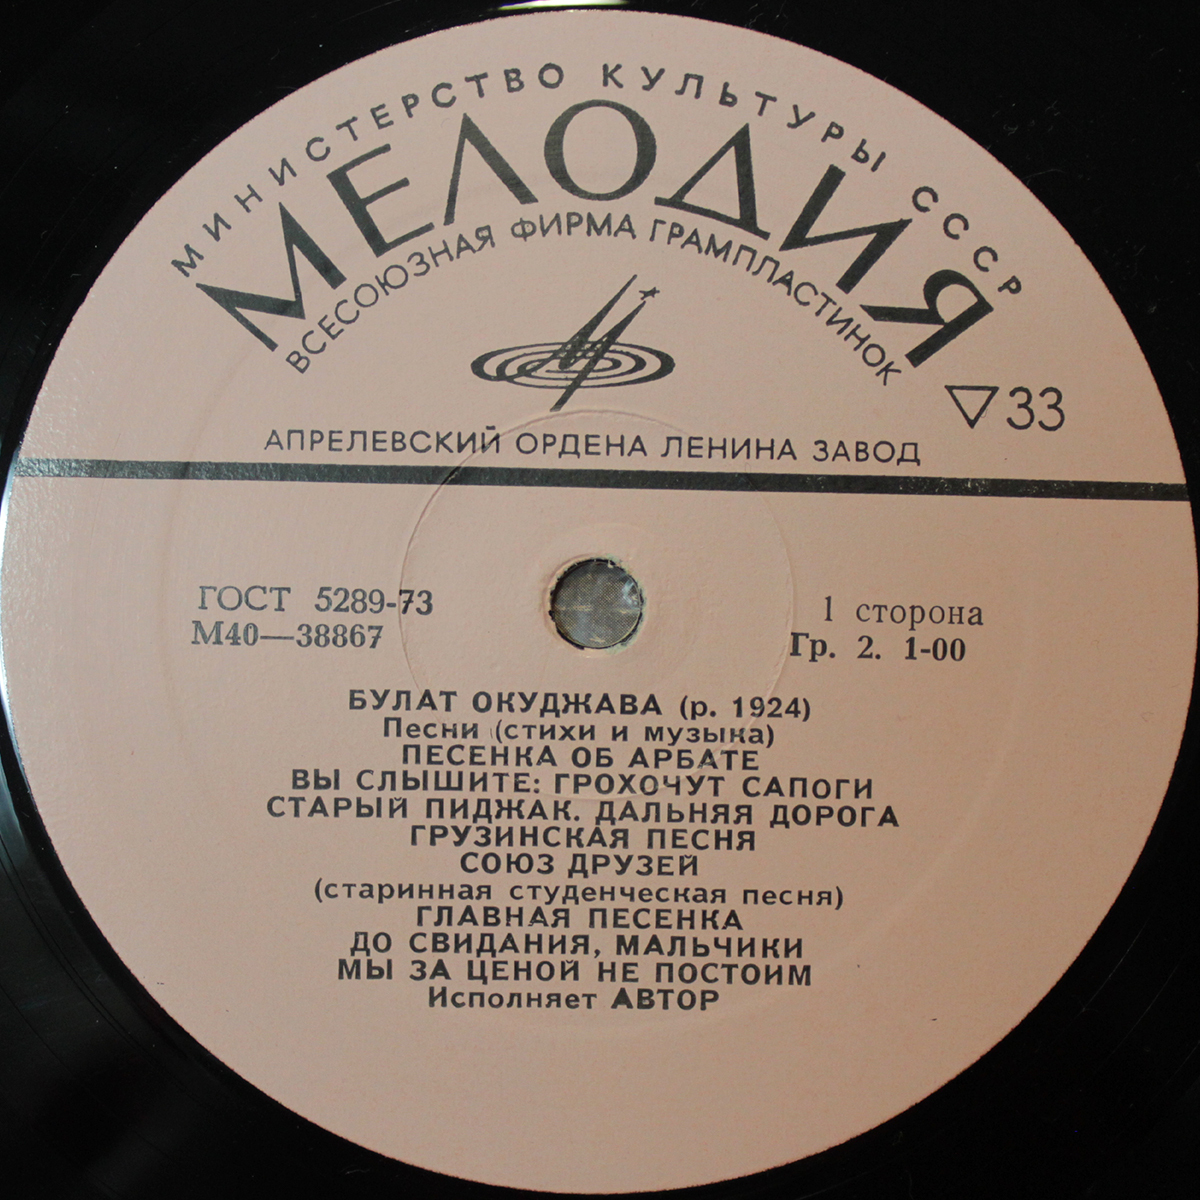 МИНИСТЕРСТВО КУЛЬТУРЫ СССР
МЕЛОДИЯ
ВСЕСОЮЗНАЯ ФИРМА ГРАМПЛАСТИНОК
33
АПРЕЛЕВСКИЙ ОРДЕНА ЛЕНИНА ЗАВОД
ГОСТ 5289-73
М40—38867
1 сторона
Гр. 2. 1-00
БУЛАТ ОКУДЖАВА (р. 1924)
Песни (стихи и музыка)
ПЕСЕНКА ОБ АРБАТЕ
ВЫ СЛЫШИТЕ: ГРОХОЧУТ САПОГИ
СТАРЫЙ ПИДЖАК. ДАЛЬНЯЯ ДОРОГА
ГРУЗИНСКАЯ ПЕСНЯ
СОЮЗ ДРУЗЕЙ
(старинная студенческая песня)
ГЛАВНАЯ ПЕСЕНКА
ДО СВИДАНИЯ, МАЛЬЧИКИ
МЫ ЗА ЦЕНОЙ НЕ ПОСТОИМ
Исполняет АВТОР